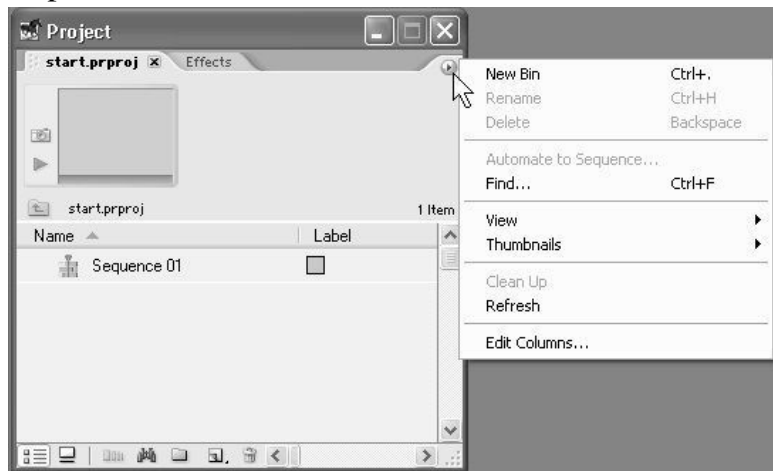 Project
start.prproj Effects
New Bin Ctrl+.
Rename Ctrl+H
Delete Backspace
Automate to Sequence...
Find... Ctrl+F
View
Thumbnails
Clean Up
Refresh
Edit Columns...
start.prproj 1 Item
Name Label
Sequence 01